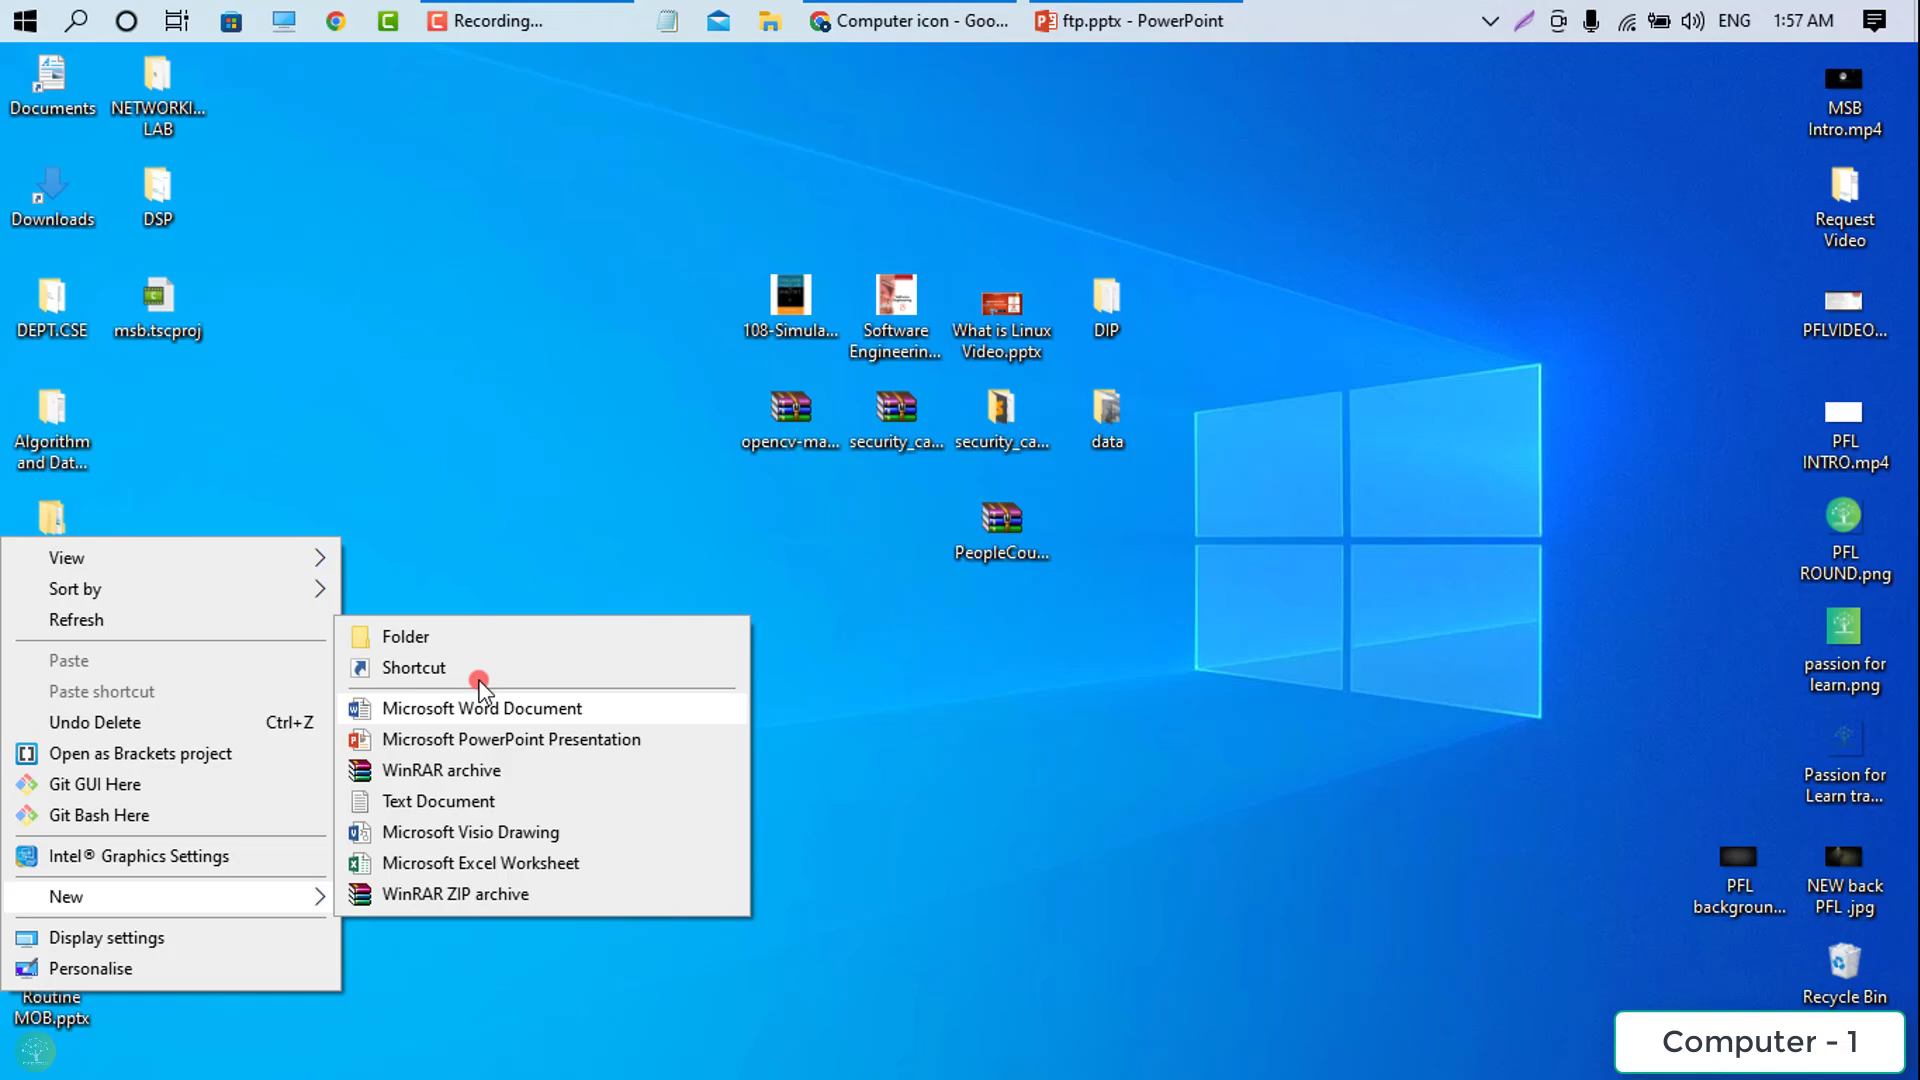 Recording...
Computer icon - Goo...
ftp.pptx - PowerPoint
ENG
1:57 AM
Documents
NETWORKI...
LAB
Downloads
DSP
DEPT.CSE
msb.tscproj
Algorithm
and Dat...
108-Simula...
Software
Engineerin...
What is Linux
Video.pptx
DIP
opencv-ma...
security_ca...
security_ca...
data
PeopleCou...
MSB
Intro.mp4
Request
Video
PFLVIDEO...
PFL
INTRO.mp4
PFL
ROUND.png
passion for
learn.png
Passion for
Learn tra...
PFL
backgroun...
NEW back
PFL .jpg
Recycle Bin
View
Sort by
Refresh
Paste
Paste shortcut
Undo Delete Ctrl+Z
Open as Brackets project
Git GUI Here
Git Bash Here
Intel® Graphics Settings
New
Display settings
Personalise
Folder
Shortcut
Microsoft Word Document
Microsoft PowerPoint Presentation
WinRAR archive
Text Document
Microsoft Visio Drawing
Microsoft Excel Worksheet
WinRAR ZIP archive
Routine
MOB.pptx
Computer - 1